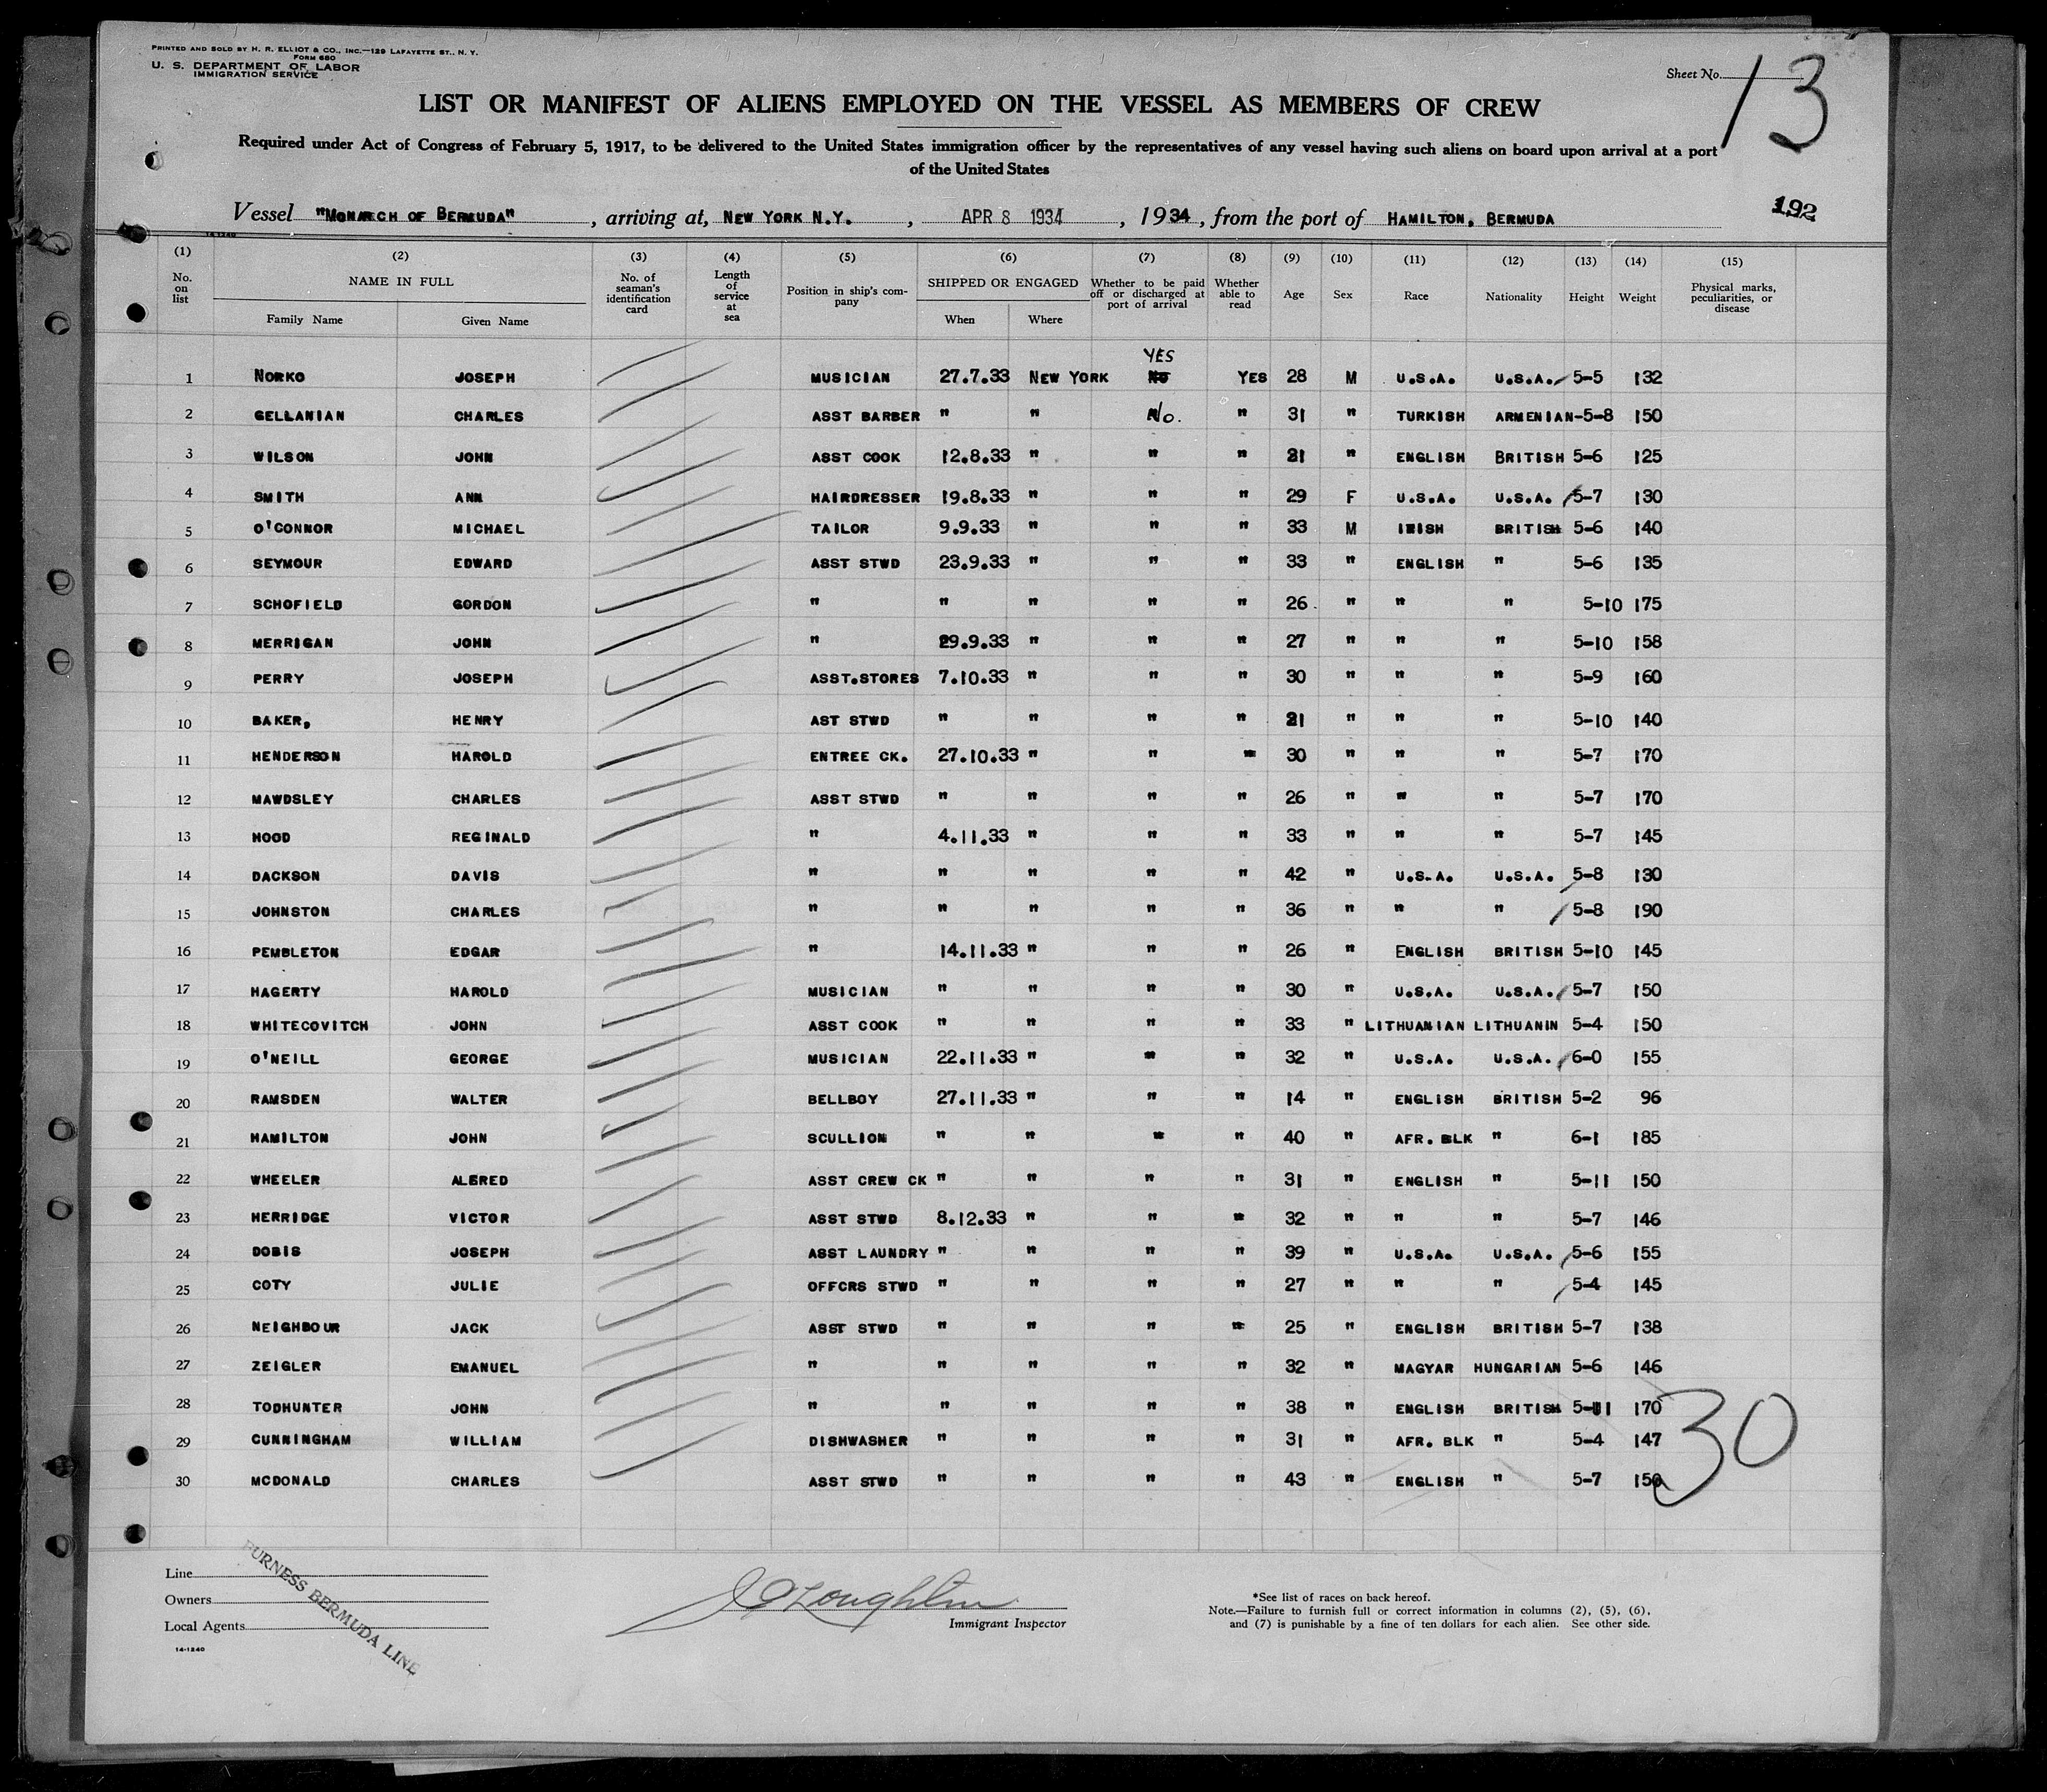 PRINTED AND SOLD BY H. R. ELLIOT & CO., INC.—129 LAFAYETTE ST., N. Y.
FORM 680
U. S. DEPARTMENT OF LABOR
IMMIGRATION SERVICE
Sheet No. 13
LIST OR MANIFEST OF ALIENS EMPLOYED ON THE VESSEL AS MEMBERS OF CREW
Required under Act of Congress of February 5, 1917, to be delivered to the United States immigration officer by the representatives of any vessel having such aliens on board upon arrival at a port
of the United States
192
Vessel "MONARCH OF BERMUDA", arriving at, NEW YORK N.Y., APR 8 1934, 1934, from the port of HAMILTON, BERMUDA
14-1240
(1) (2) (3) (4) (5) (6) (7) (8) (9) (10) (11) (12) (13) (14) (15)
No. on list NAME IN FULL Family Name Given Name No. of seaman's identification card Length of service at sea Position in ship's company SHIPPED OR ENGAGED When Where Whether to be paid off or discharged at port of arrival Whether able to read Age Sex Race Nationality Height Weight Physical marks, peculiarities, or disease
YES
1 NORKO JOSEPH MUSICIAN 27.7.33 NEW YORK NO YES 28 M U.S.A. U.S.A. 5-5 132
2 GELLANIAN CHARLES ASST BARBER " " No. " 31 " TURKISH ARMENIAN-5-8 150
3 WILSON JOHN ASST COOK 12.8.33 " " " 21 " ENGLISH BRITISH 5-6 125
4 SMITH ANN HAIRDRESSER 19.8.33 " " " 29 F U.S.A. U.S.A. 5-7 130
5 O'CONNOR MICHAEL TAILOR 9.9.33 " " " 33 M IRISH BRITISH 5-6 140
6 SEYMOUR EDWARD ASST STWD 23.9.33 " " " 33 " ENGLISH " 5-6 135
7 SCHOFIELD GORDON " " " " " 26 " " " 5-10 175
8 MERRIGAN JOHN " 29.9.33 " " " 27 " " " 5-10 158
9 PERRY JOSEPH ASST.STORES 7.10.33 " " " 30 " " " 5-9 160
10 BAKER, HENRY AST STWD " " " " 21 " " " 5-10 140
11 HENDERSON HAROLD ENTREE CK. 27.10.33 " " " 30 " " " 5-7 170
12 MAWDSLEY CHARLES ASST STWD " " " " 26 " " " 5-7 170
13 HOOD REGINALD " 4.11.33 " " " 33 " " " 5-7 145
14 DACKSON DAVIS " " " " " 42 " U.S.A. U.S.A. 5-8 130
15 JOHNSTON CHARLES " " " " " 36 " " " 5-8 190
16 PEMBLETON EDGAR " 14.11.33 " " " 26 " ENGLISH BRITISH 5-10 145
17 HAGERTY HAROLD MUSICIAN " " " " 30 " U.S.A. U.S.A. 5-7 150
18 WHITECOVITCH JOHN ASST COOK " " " " 33 " LITHUANIAN LITHUANIN 5-4 150
19 O'NEILL GEORGE MUSICIAN 22.11.33 " " " 32 " U.S.A. U.S.A. 6-0 155
20 RAMSDEN WALTER BELLBOY 27.11.33 " " " 14 " ENGLISH BRITISH 5-2 96
21 HAMILTON JOHN SCULLION " " " " 40 " AFR. BLK " 6-1 185
22 WHEELER ALFRED ASST CREW CK " " " " 31 " ENGLISH " 5-11 150
23 HERRIDGE VICTOR ASST STWD 8.12.33 " " " 32 " " " 5-7 146
24 DOBIS JOSEPH ASST LAUNDRY " " " " 39 " U.S.A. U.S.A. 5-6 155
25 COTY JULIE OFFCRS STWD " " " " 27 " " " 5-4 145
26 NEIGHBOUR JACK ASST STWD " " " " 25 " ENGLISH BRITISH 5-7 138
27 ZEIGLER EMANUEL " " " " " 32 " MAGYAR HUNGARIAN 5-6 146
28 TODHUNTER JOHN " " " " " 38 " ENGLISH BRITISH 5-11 170
29 CUNNINGHAM WILLIAM DISHWASHER " " " " 31 " AFR. BLK " 5-4 147
30 MCDONALD CHARLES ASST STWD " " " " 43 " ENGLISH " 5-7 150
30
Line
Owners
Local Agents
FURNESS BERMUDA LINE
14-1240
J O'Loughlin
Immigrant Inspector
*See list of races on back hereof.
Note.—Failure to furnish full or correct information in columns (2), (5), (6),
and (7) is punishable by a fine of ten dollars for each alien. See other side.